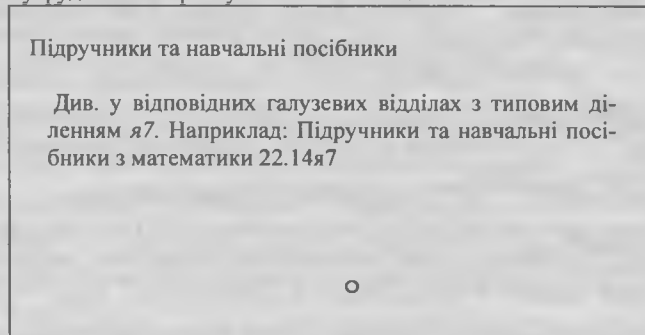 Підручники та навчальні посібники
Див. у відповідних галузевих відділах з типовим ді-
ленням я7. Наприклад: Підручники та навчальні посі-
бники з математики 22.14я7